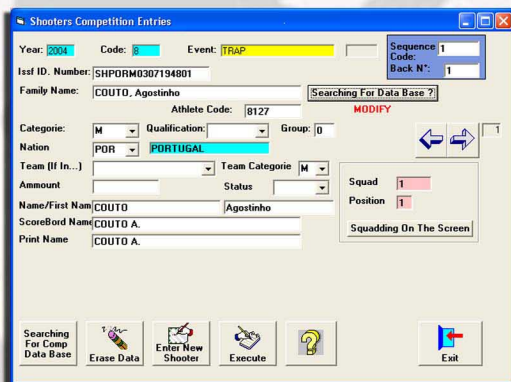 Shooters Competition Entries
Year: 2004 Code: 8 Event: TRAP
Sequence Code: 1
Back N°: 1
Issf ID. Number: SHPORM0307194801
Family Name: COUTO, Agostinho Searching For Data Base ?
Athlete Code: 8127 MODIFY
Categorie: M Qualification: Group: 0
1
Nation POR PORTUGAL
Team (If In...) Team Categorie M
Ammount Status
Squad 1
Position 1
Squadding On The Screen
Name/First Nam COUTO Agostinho
ScoreBord Name COUTO A.
Print Name COUTO A.
Searching For Comp Data Base
Erase Data
Enter New Shooter
Execute
?
Exit